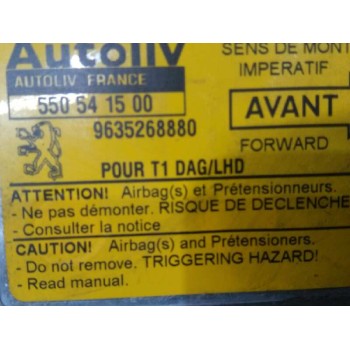 Autoliv
SENS DE MONT
IMPERATIF
AUTOLIV FRANCE
550 54 15 00
AVANT
9635268880
FORWARD
POUR T1 DAG/LHD
ATTENTION! Airbag(s) et Prétensionneurs.
- Ne pas démonter. RISQUE DE DECLENCHE
- Consulter la notice
CAUTION! Airbag(s) and Pretensioners.
- Do not remove. TRIGGERING HAZARD!
- Read manual.